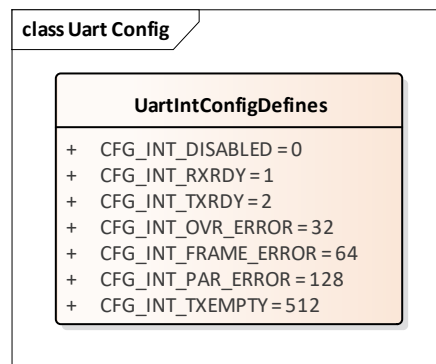 class Uart Config
UartIntConfigDefines
+ CFG_INT_DISABLED = 0
+ CFG_INT_RXRDY = 1
+ CFG_INT_TXRDY = 2
+ CFG_INT_OVR_ERROR = 32
+ CFG_INT_FRAME_ERROR = 64
+ CFG_INT_PAR_ERROR = 128
+ CFG_INT_TXEMPTY = 512